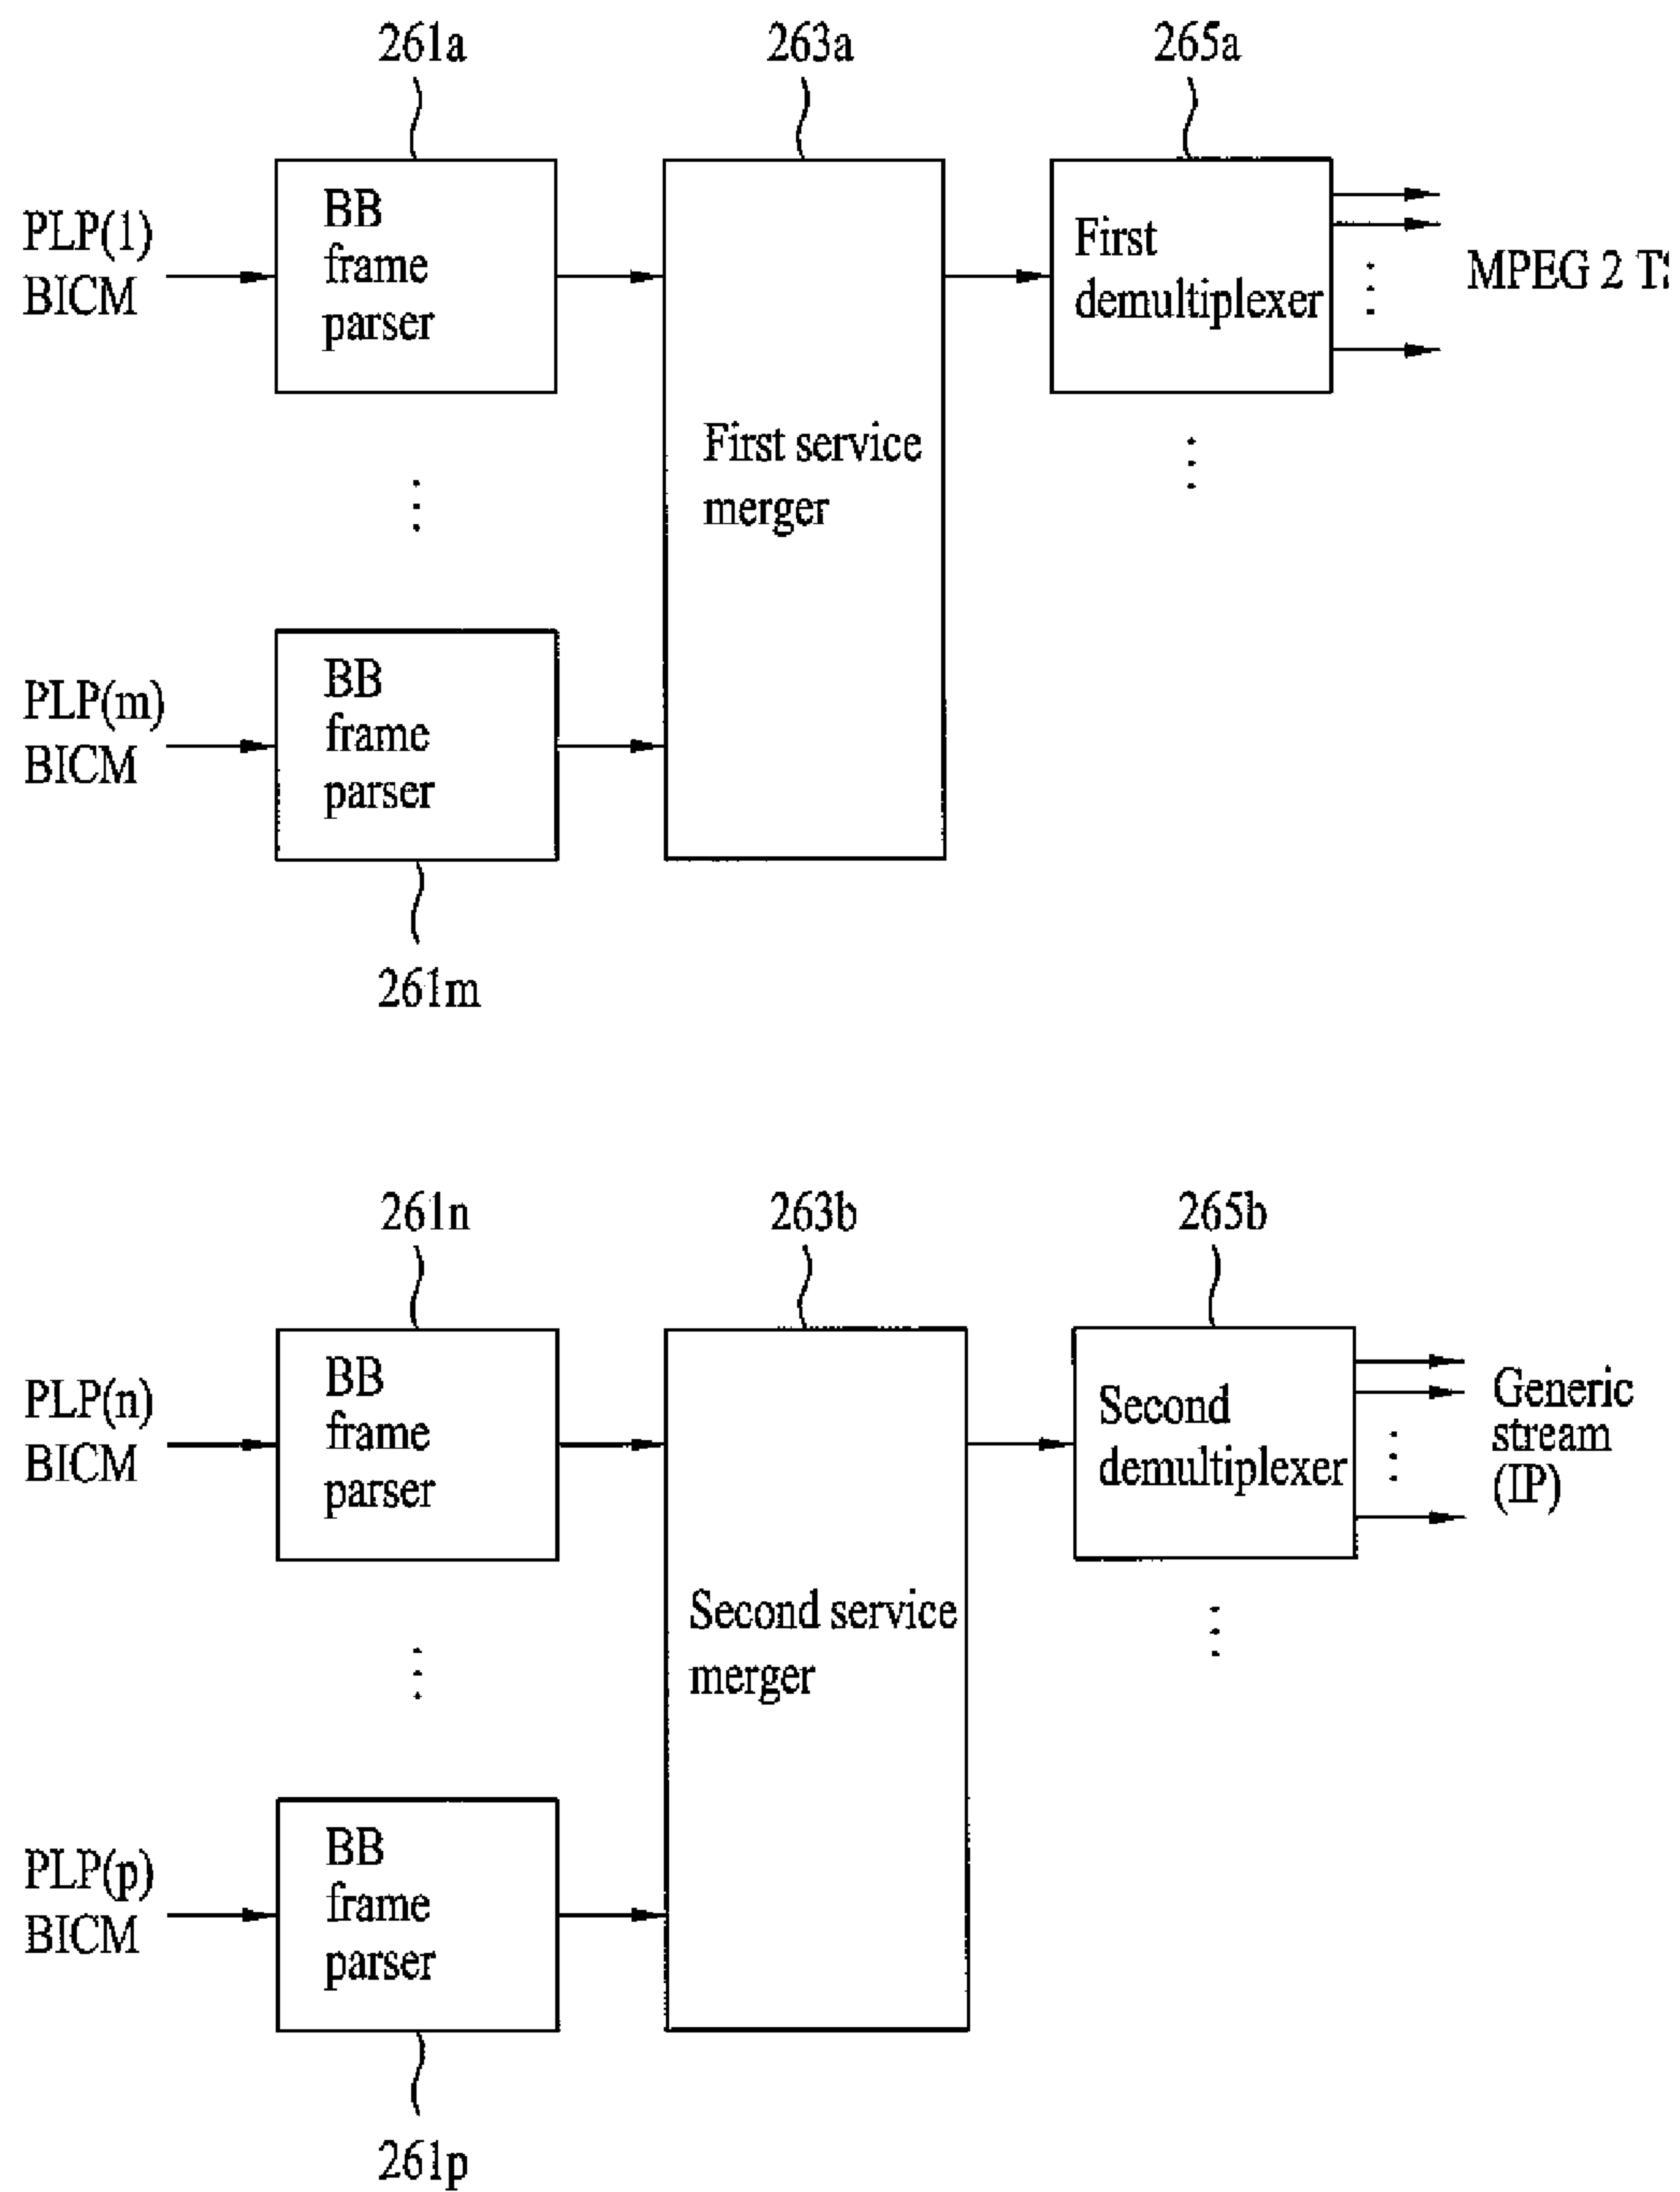 261a
263a
265a
PLP(1)
BICM
BB
frame
parser
First service
merger
First
demultiplexer
MPEG 2 TS
PLP(m)
BICM
BB
frame
parser
261m
261n
263b
265b
PLP(n)
BICM
BB
frame
parser
Second service
merger
Second
demultiplexer
Generic
stream
(IP)
PLP(p)
BICM
BB
frame
parser
261p